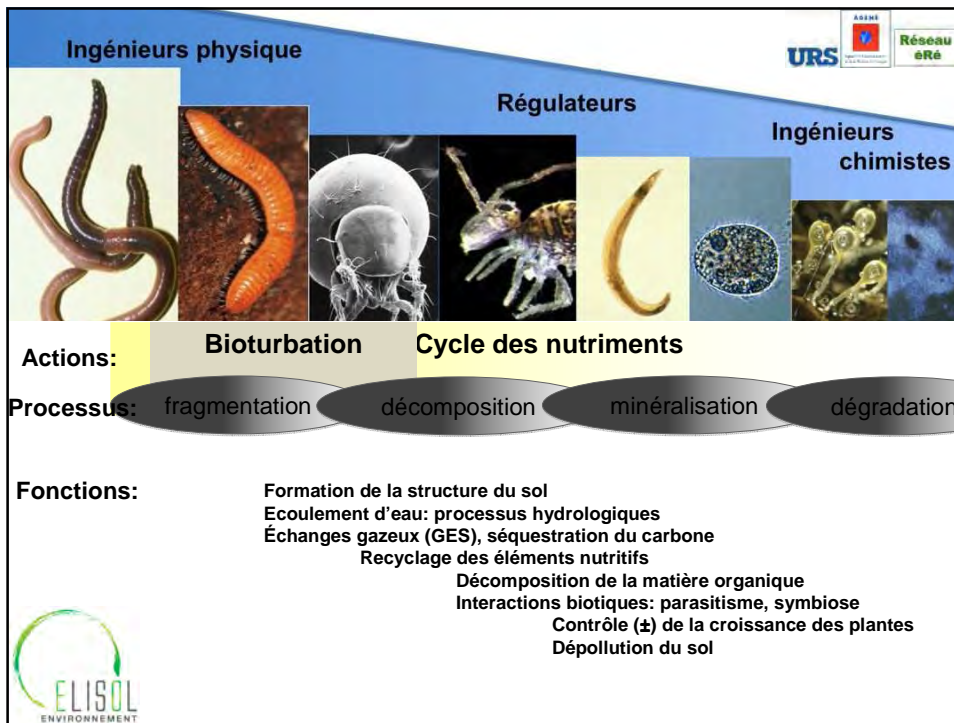 Ingénieurs physique
URS
ADEME
Réseau
éRé
Régulateurs
Ingénieurs
chimistes
Actions:
Bioturbation
Cycle des nutriments
Processus:
fragmentation
décomposition
minéralisation
dégradation
Fonctions:
Formation de la structure du sol
Ecoulement d'eau: processus hydrologiques
Échanges gazeux (GES), séquestration du carbone
Recyclage des éléments nutritifs
Décomposition de la matière organique
Interactions biotiques: parasitisme, symbiose
Contrôle (±) de la croissance des plantes
Dépollution du sol
ELISOL
ENVIRONNEMENT